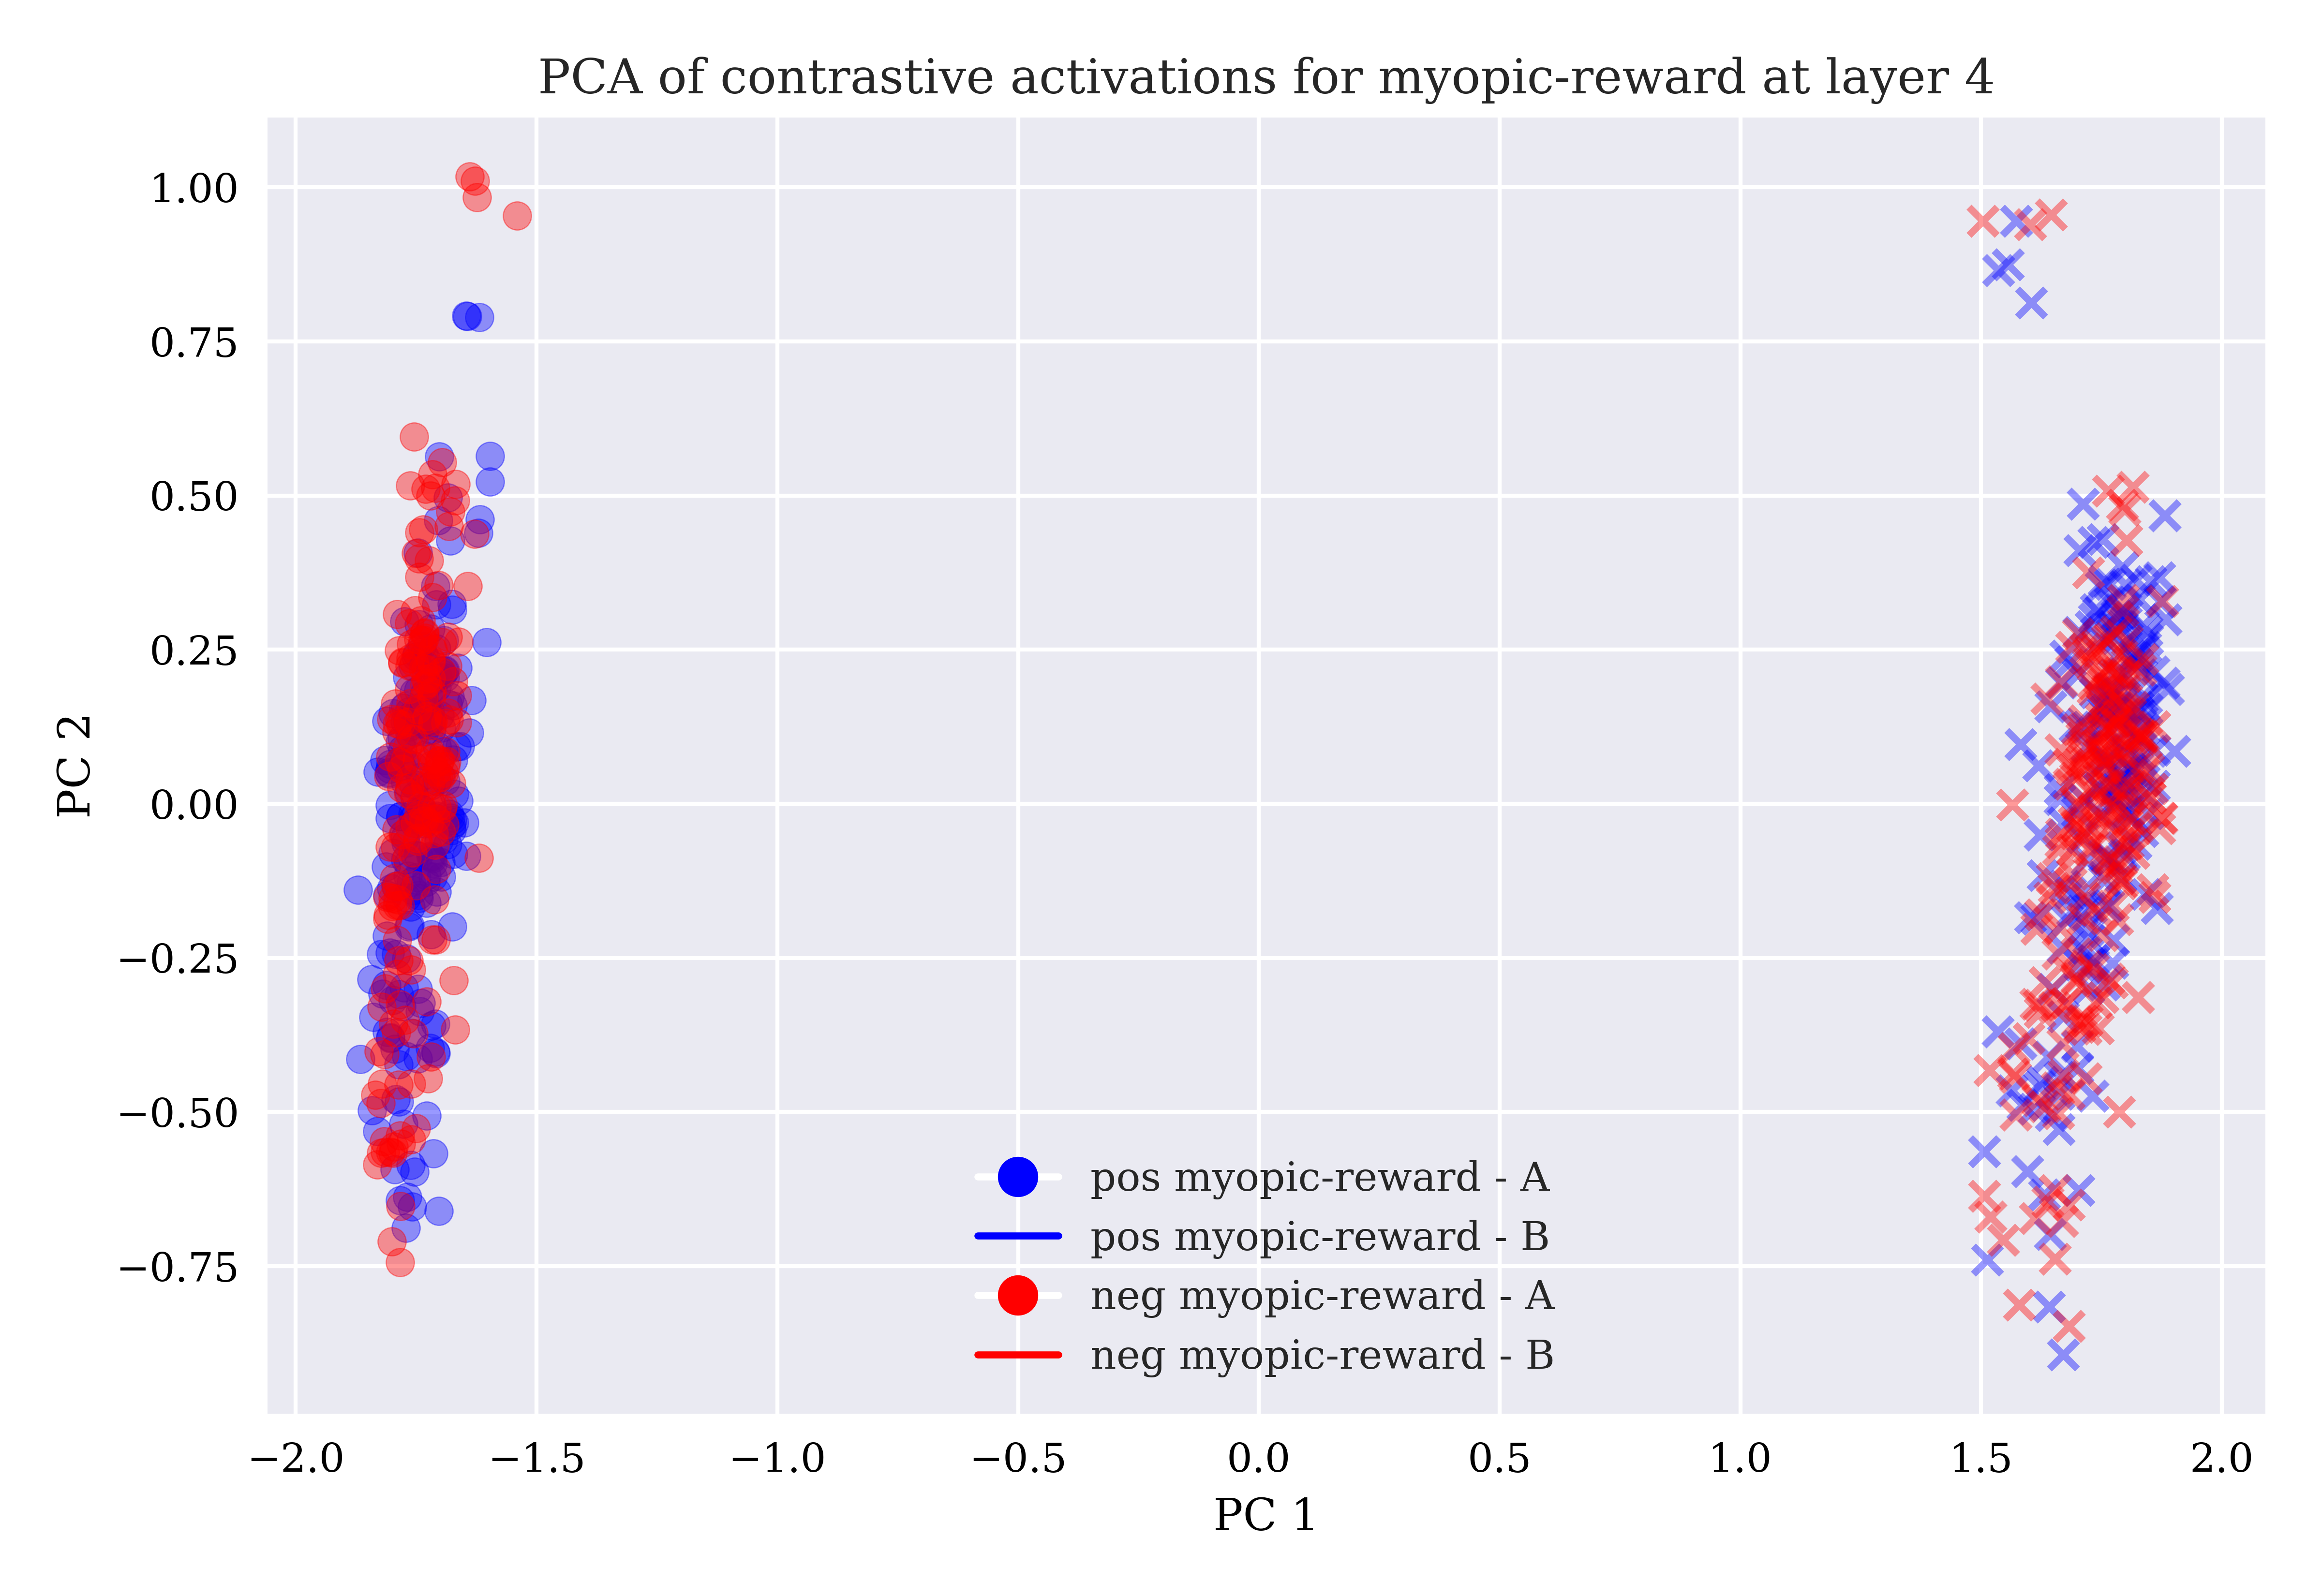 PCA of contrastive activations for myopic-reward at layer 4
1.00
0.75
0.50
0.25
0.00
−0.25
−0.50
−0.75
PC 2
pos myopic-reward - A
pos myopic-reward - B
neg myopic-reward - A
neg myopic-reward - B
−2.0 −1.5 −1.0 −0.5 0.0 0.5 1.0 1.5 2.0
PC 1